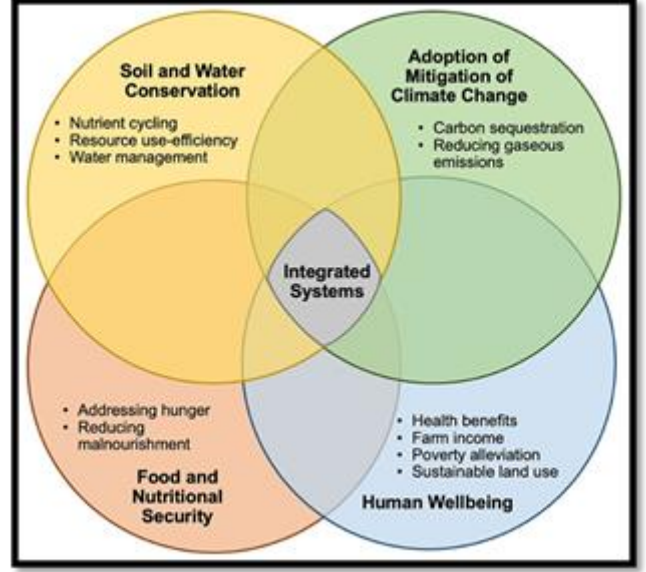 Soil and Water
Conservation
• Nutrient cycling
• Resource use-efficiency
• Water management
Adoption of
Mitigation of
Climate Change
• Carbon sequestration
• Reducing gaseous
emissions
Integrated
Systems
• Addressing hunger
• Reducing
malnourishment
Food and
Nutritional
Security
• Health benefits
• Farm income
• Poverty alleviation
• Sustainable land use
Human Wellbeing